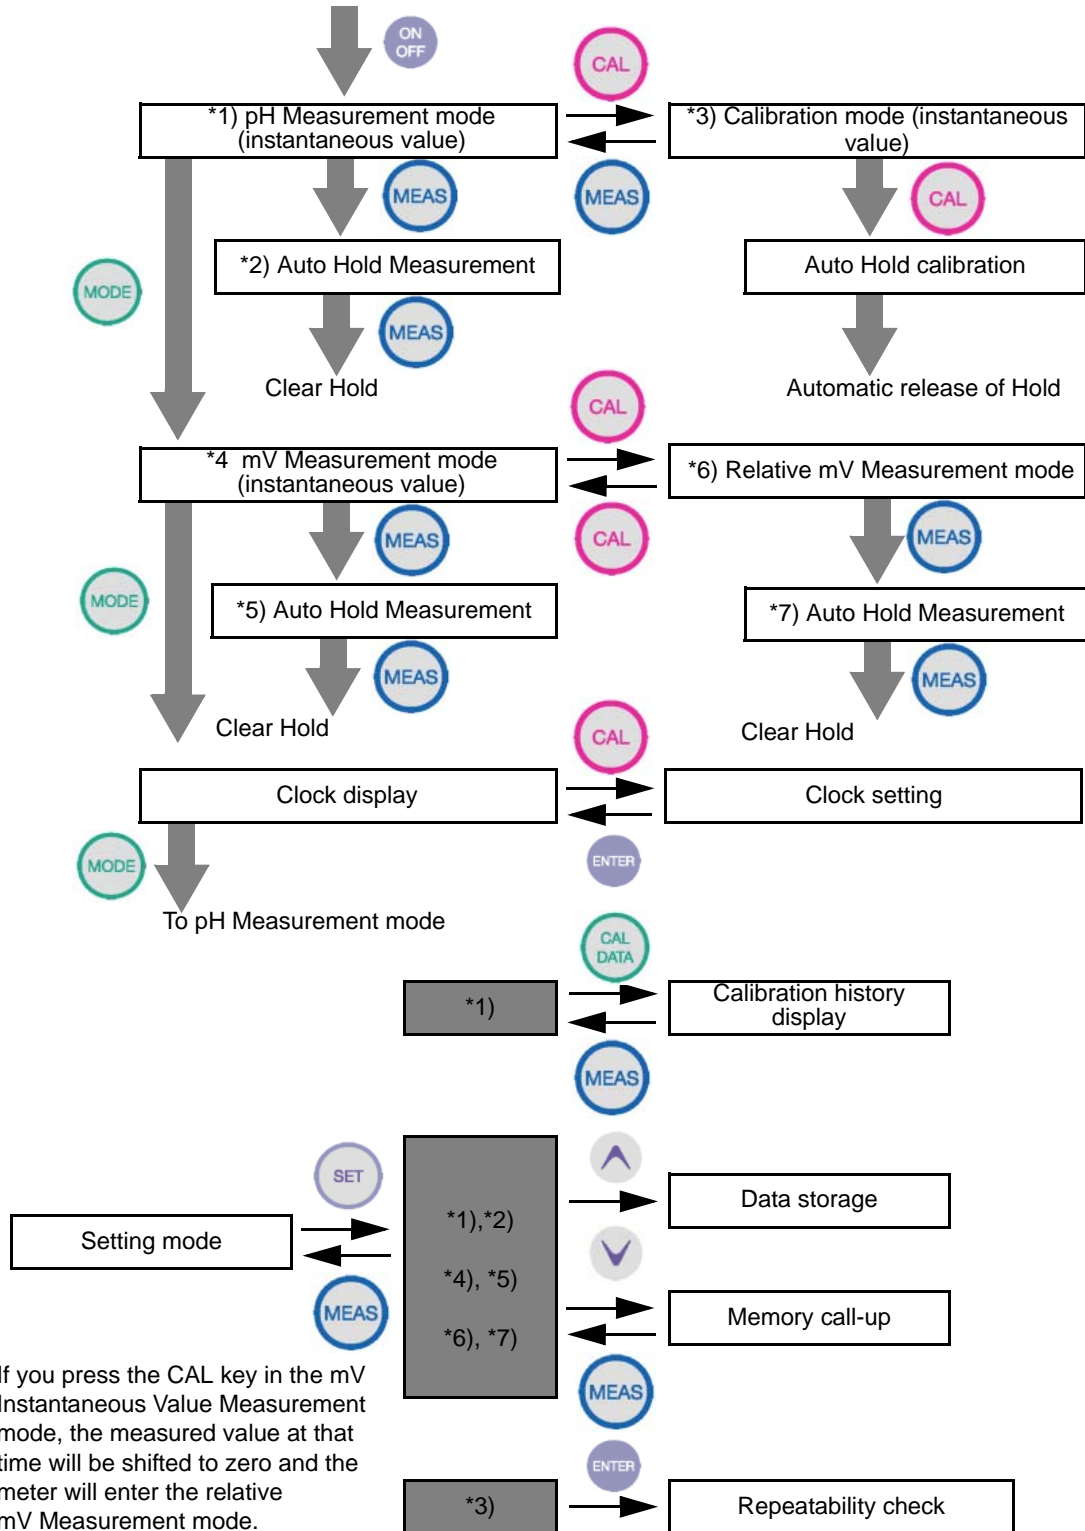 ON
OFF
CAL
*1) pH Measurement mode
(instantaneous value)
*3) Calibration mode (instantaneous
value)
MEAS
MEAS
CAL
*2) Auto Hold Measurement
Auto Hold calibration
MODE
MEAS
Clear Hold
Automatic release of Hold
CAL
*4  mV Measurement mode
(instantaneous value)
*6) Relative mV Measurement mode
MEAS
CAL
MEAS
MODE
*5) Auto Hold Measurement
*7) Auto Hold Measurement
MEAS
MEAS
Clear Hold
CAL
Clear Hold
Clock display
Clock setting
MODE
ENTER
To pH Measurement mode
CAL
DATA
*1)
Calibration history
display
MEAS
SET
*1),*2)
Data storage
Setting mode
*4), *5)
MEAS
*6), *7)
Memory call-up
MEAS
If you press the CAL key in the mV
Instantaneous Value Measurement
mode, the measured value at that
time will be shifted to zero and the
meter will enter the relative
mV Measurement mode.
ENTER
*3)
Repeatability check